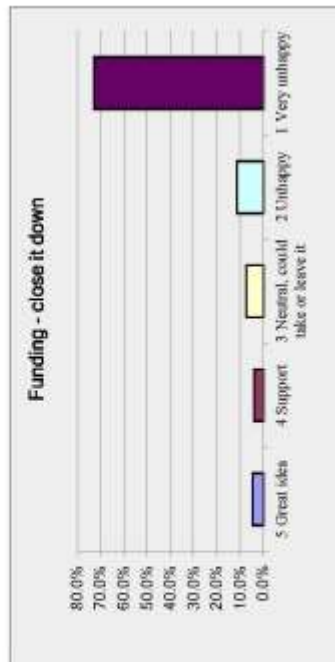 Funding - close it down
80.0%
70.0%
60.0%
50.0%
40.0%
30.0%
20.0%
10.0%
0.0%
5 Great idea
4 Support
3 Neutral, could
take or leave it
2 Unhappy
1 Very unhappy